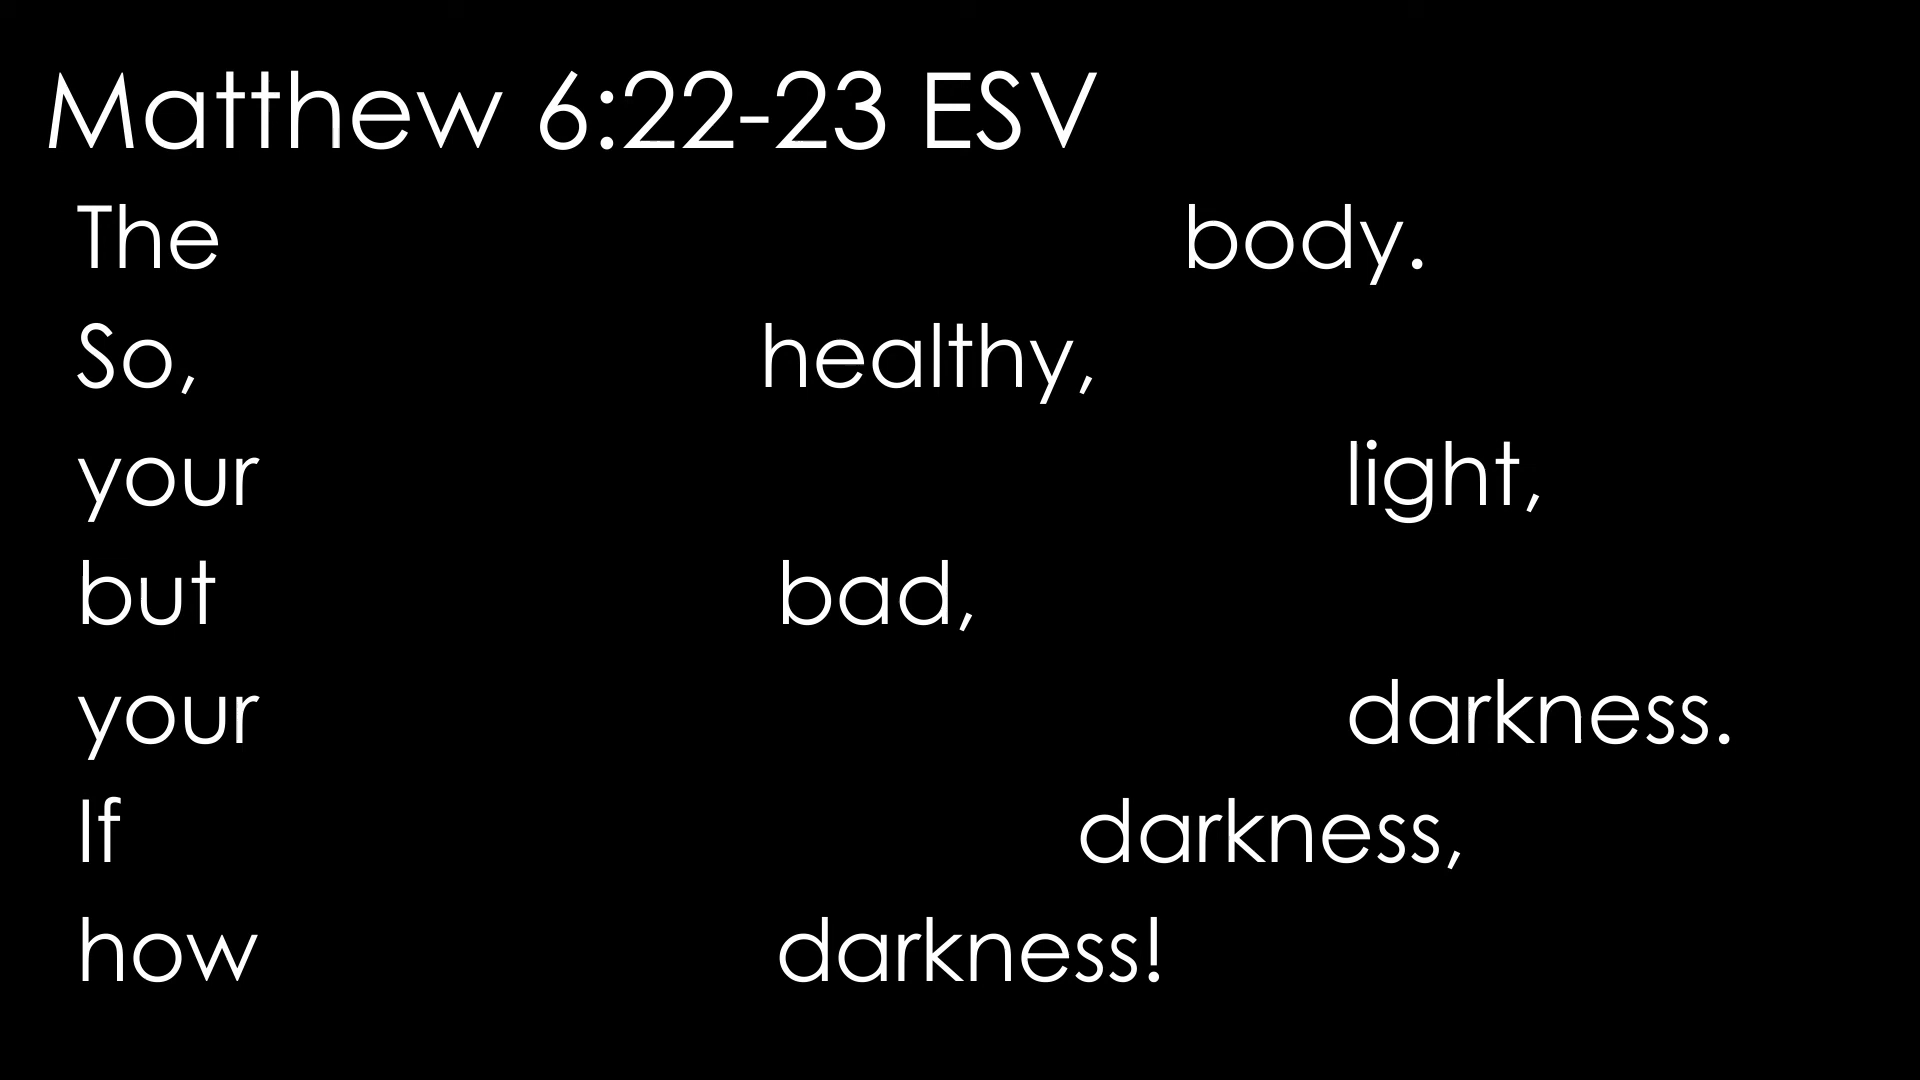 Matthew 6:22-23 ESV
The body.
So, healthy,
your light,
but bad,
your darkness.
If darkness,
how darkness!